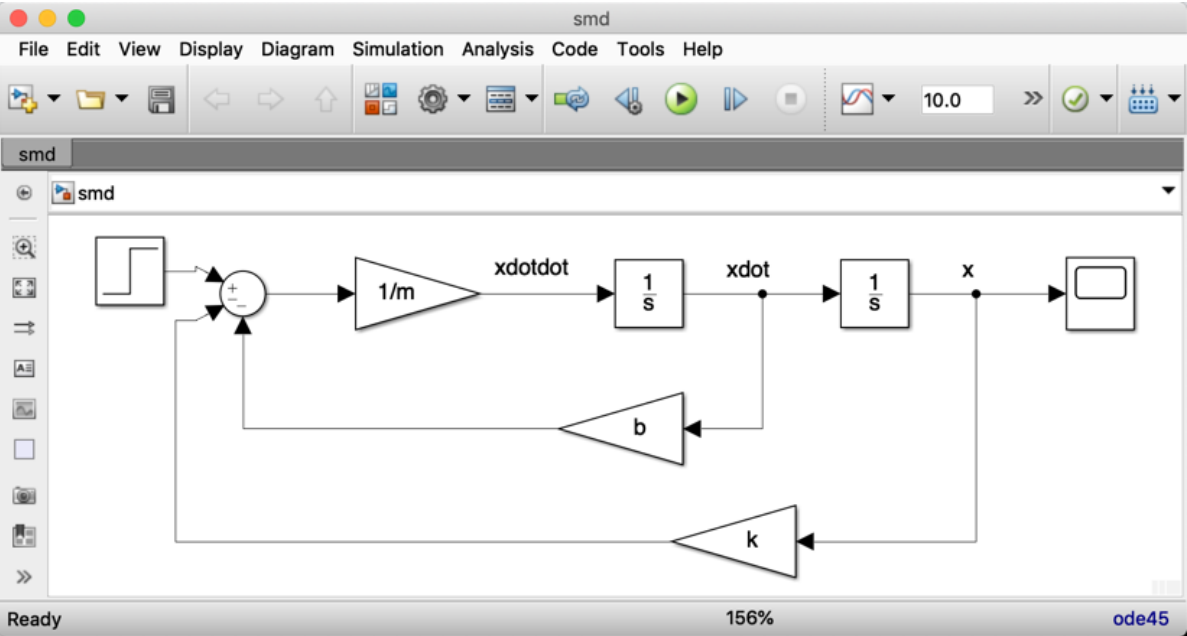 smd
File Edit View Display Diagram Simulation Analysis Code Tools Help
10.0
smd
smd
xdotdot
xdot
x
+
−
−
1/m
1
s
1
s
b
k
Ready
156%
ode45